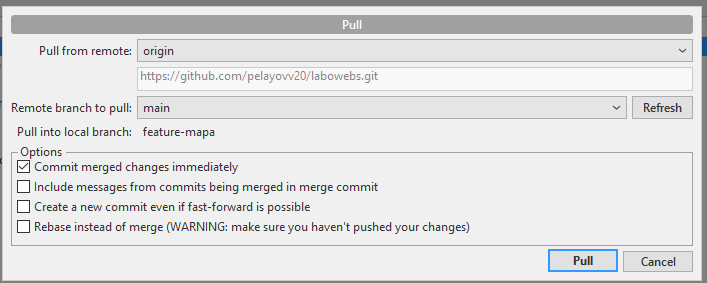 Pull
Pull from remote: origin
https://github.com/pelayovv20/labowebs.git
Remote branch to pull: main Refresh
Pull into local branch: feature-mapa
Options
Commit merged changes immediately
Include messages from commits being merged in merge commit
Create a new commit even if fast-forward is possible
Rebase instead of merge (WARNING: make sure you haven't pushed your changes)
Pull Cancel